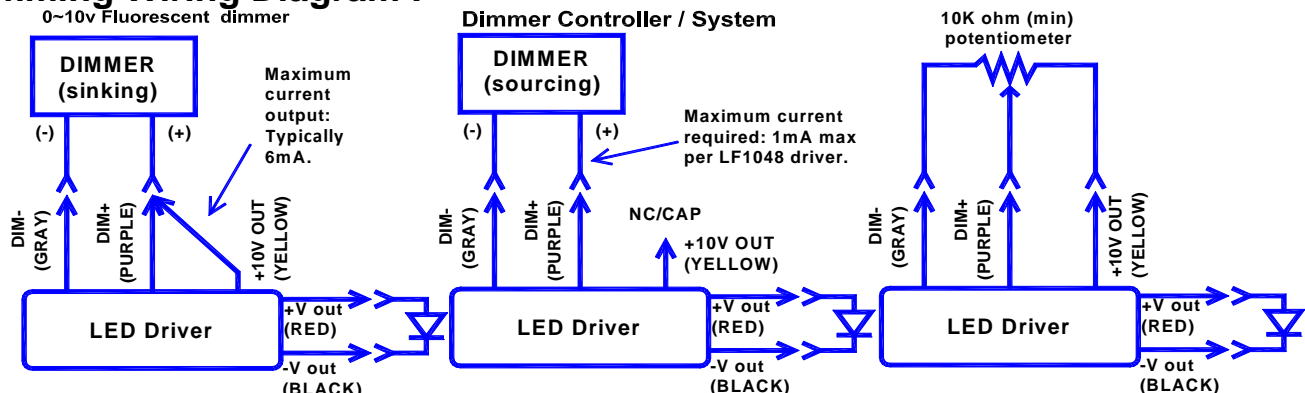 0~10v Fluorescent dimmer
DIMMER
(sinking)
(-)
(+)
Maximum
current
output:
Typically
6mA.
DIM-
(GRAY)
DIM+
(PURPLE)
+10V OUT
(YELLOW)
LED Driver
+V out
(RED)
-V out
(BLACK)
Dimmer Controller / System
DIMMER
(sourcing)
(-)
(+)
Maximum current
required: 1mA max
per LF1048 driver.
DIM-
(GRAY)
DIM+
(PURPLE)
NC/CAP
+10V OUT
(YELLOW)
LED Driver
+V out
(RED)
-V out
(BLACK)
10K ohm (min)
potentiometer
DIM-
(GRAY)
DIM+
(PURPLE)
+10V OUT
(YELLOW)
LED Driver
+V out
(RED)
-V out
(BLACK)